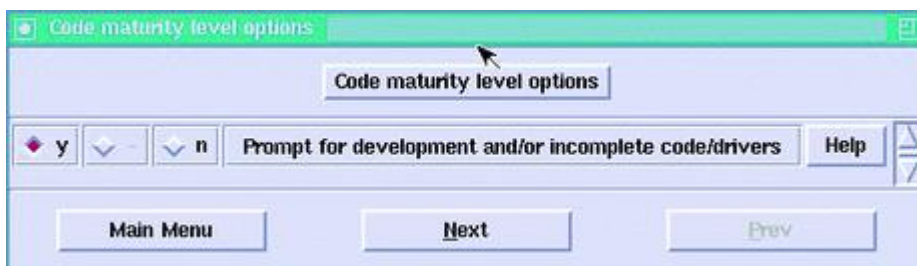 Code maturity level options
Code maturity level options
y - n Prompt for development and/or incomplete code/drivers Help
Main Menu Next Prev